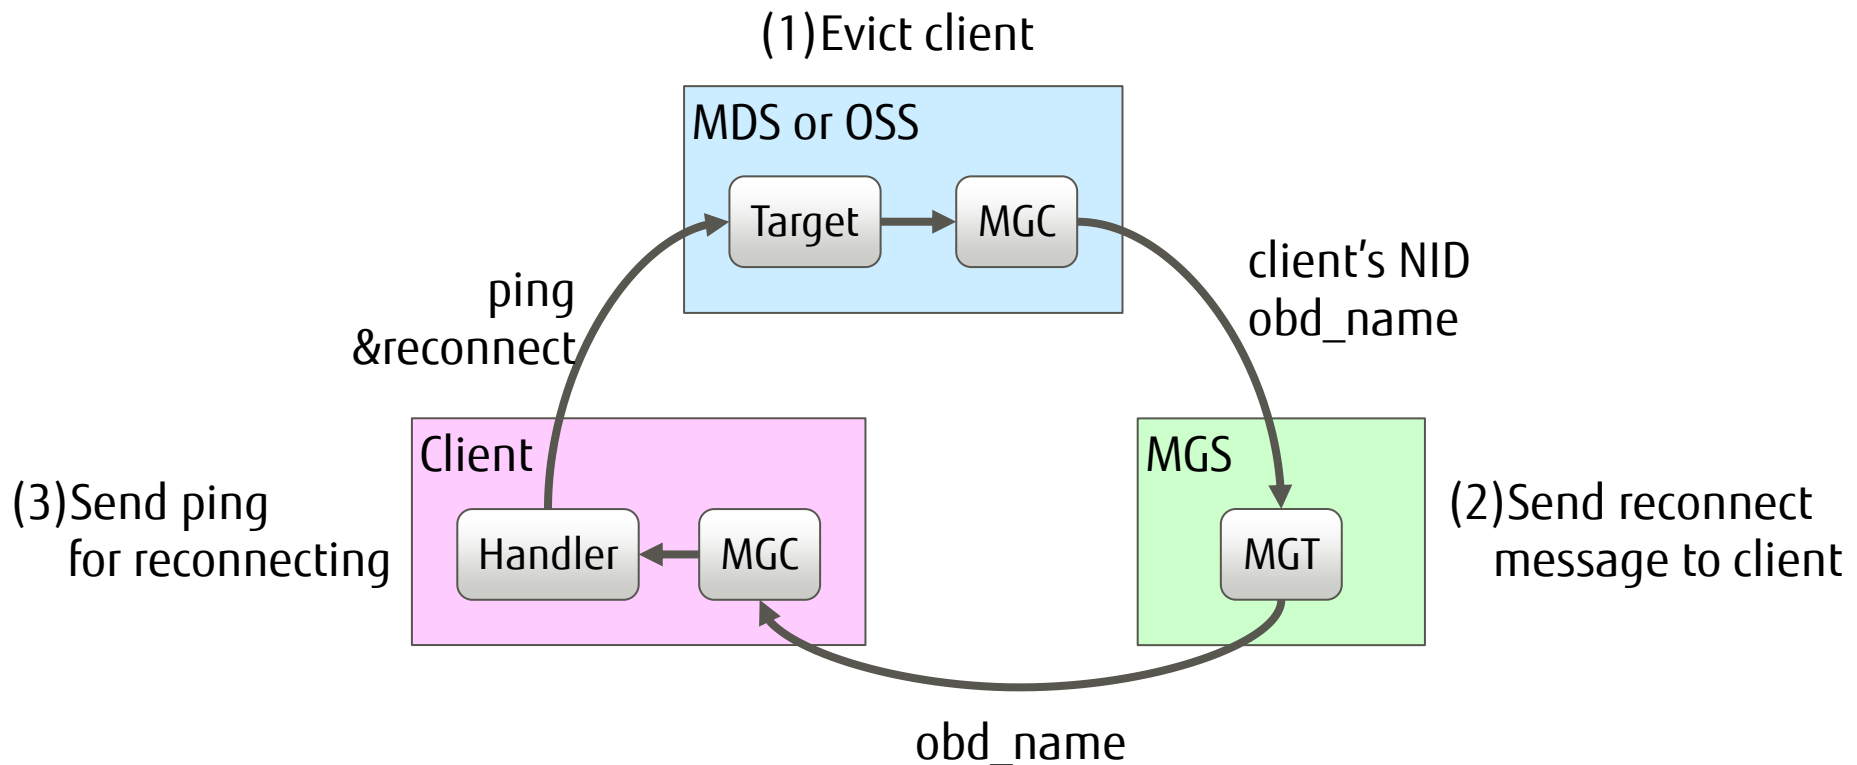 (1)Evict client
MDS or OSS
Target
MGC
client's NID
obd_name
ping
&reconnect
Client
MGS
(3)Send ping
for reconnecting
Handler
MGC
MGT
(2)Send reconnect
message to client
obd_name